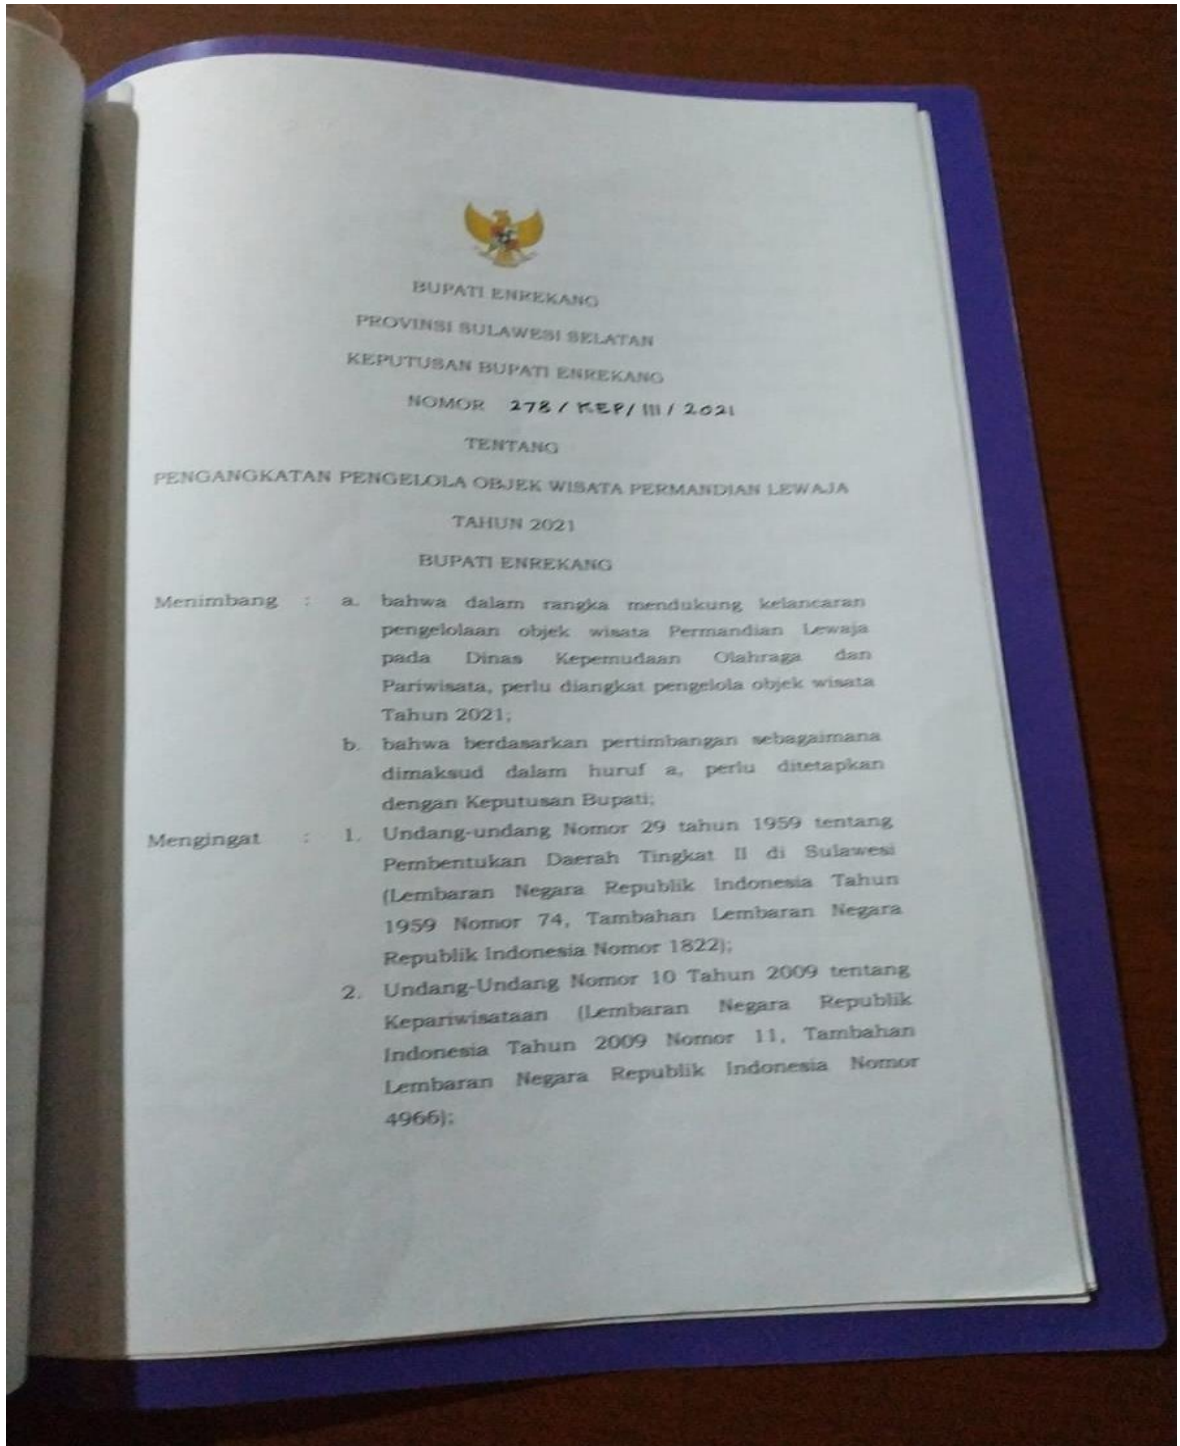 BUPATI ENREKANG
PROVINSI SULAWESI SELATAN
KEPUTUSAN BUPATI ENREKANG
NOMOR 278 / KEP / III / 2021
TENTANG
PENGANGKATAN PENGELOLA OBJEK WISATA PERMANDIAN LEWAJA
TAHUN 2021
BUPATI ENREKANG
Menimbang : a. bahwa dalam rangka mendukung kelancaran
pengelolaan objek wisata Permandian Lewaja
pada Dinas Kepemudaan Olahraga dan
Pariwisata, perlu diangkat pengelola objek wisata
Tahun 2021;
b. bahwa berdasarkan pertimbangan sebagaimana
dimaksud dalam huruf a, perlu ditetapkan
dengan Keputusan Bupati;
Mengingat : 1. Undang-undang Nomor 29 tahun 1959 tentang
Pembentukan Daerah Tingkat II di Sulawesi
(Lembaran Negara Republik Indonesia Tahun
1959 Nomor 74, Tambahan Lembaran Negara
Republik Indonesia Nomor 1822);
2. Undang-Undang Nomor 10 Tahun 2009 tentang
Kepariwisataan (Lembaran Negara Republik
Indonesia Tahun 2009 Nomor 11, Tambahan
Lembaran Negara Republik Indonesia Nomor
4966);